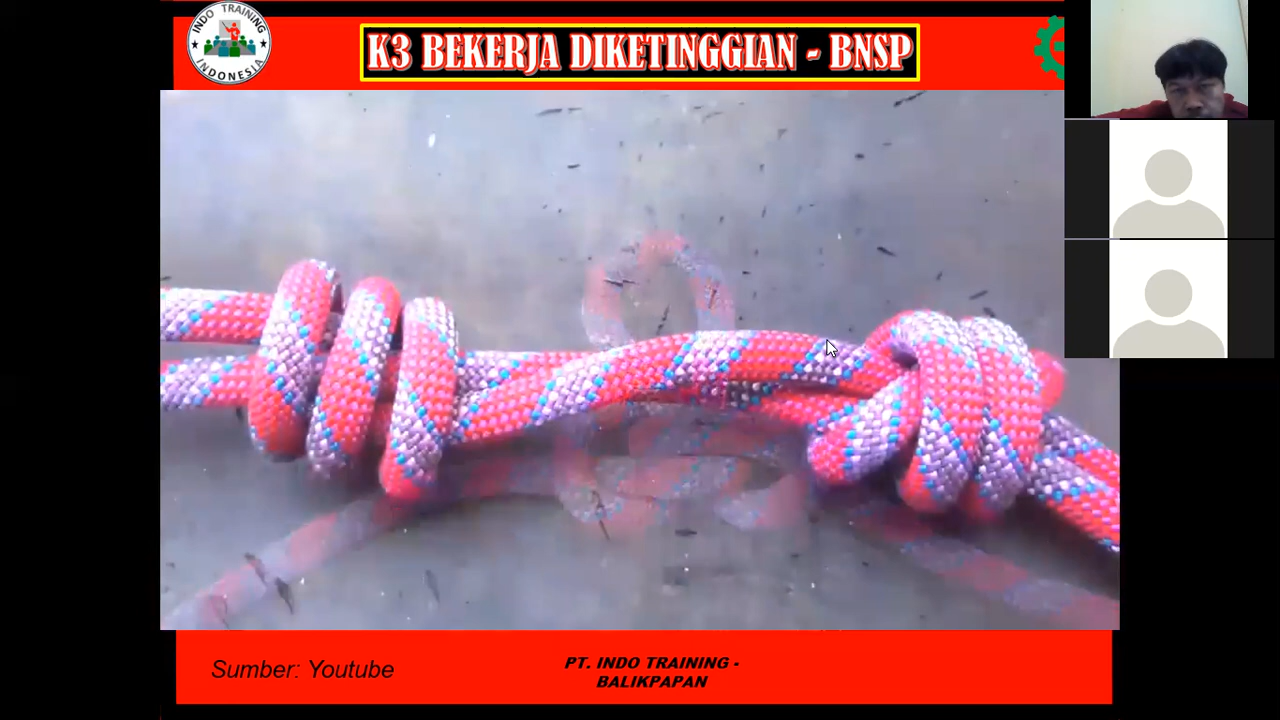 INDO TRAINING
INDONESIA
K3 BEKERJA DIKETINGGIAN - BNSP
Sumber: Youtube
PT. INDO TRAINING -
BALIKPAPAN